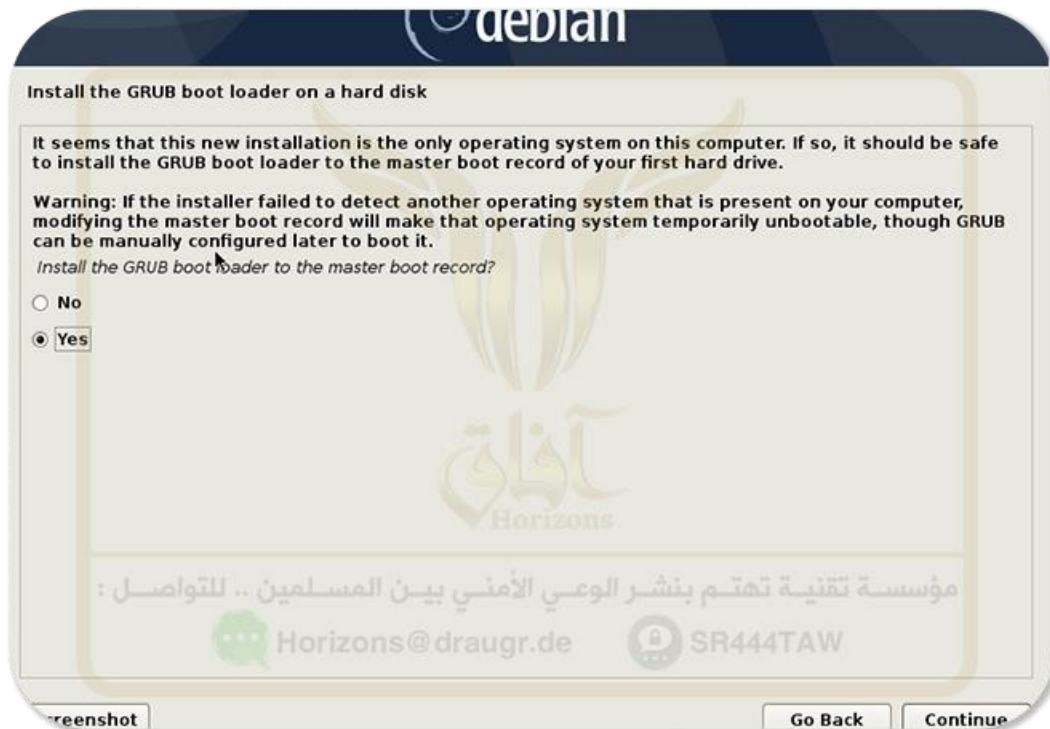 debian
Install the GRUB boot loader on a hard disk
It seems that this new installation is the only operating system on this computer. If so, it should be safe
to install the GRUB boot loader to the master boot record of your first hard drive.
Warning: If the installer failed to detect another operating system that is present on your computer,
modifying the master boot record will make that operating system temporarily unbootable, though GRUB
can be manually configured later to boot it.
Install the GRUB boot loader to the master boot record?
No
Yes
آفاق
Horizons
مؤسسة تقنية تهتم بنشر الوعي الأمني بين المسلمين .. للتواصل :
Horizons@draugr.de SR444TAW
reenshot Go Back Continue